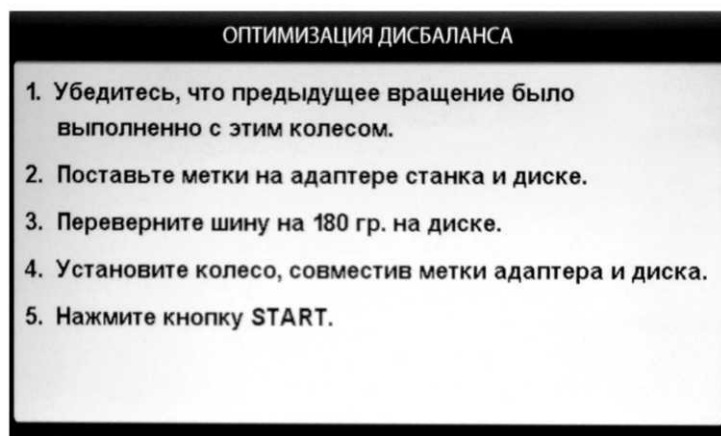 ОПТИМИЗАЦИЯ ДИСБАЛАНСА
1. Убедитесь, что предыдущее вращение было
выполненно с этим колесом.
2. Поставьте метки на адаптере станка и диске.
3. Переверните шину на 180 гр. на диске.
4. Установите колесо, совместив метки адаптера и диска.
5. Нажмите кнопку START.